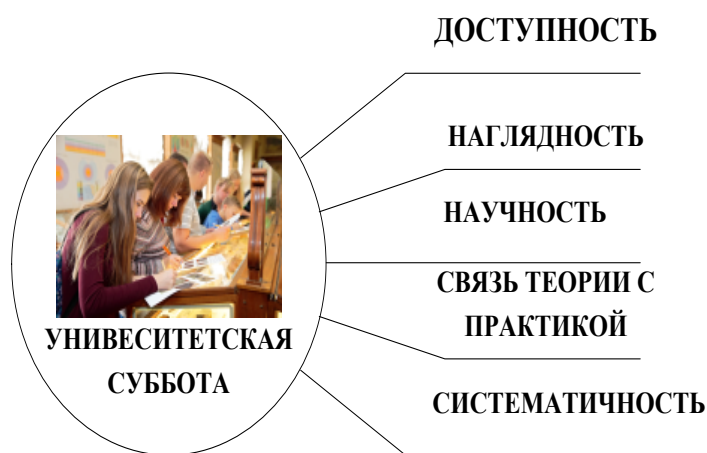 ДОСТУПНОСТЬ
НАГЛЯДНОСТЬ
НАУЧНОСТЬ
СВЯЗЬ ТЕОРИИ С
ПРАКТИКОЙ
СИСТЕМАТИЧНОСТЬ
УНИВЕСИТЕТСКАЯ
СУББОТА